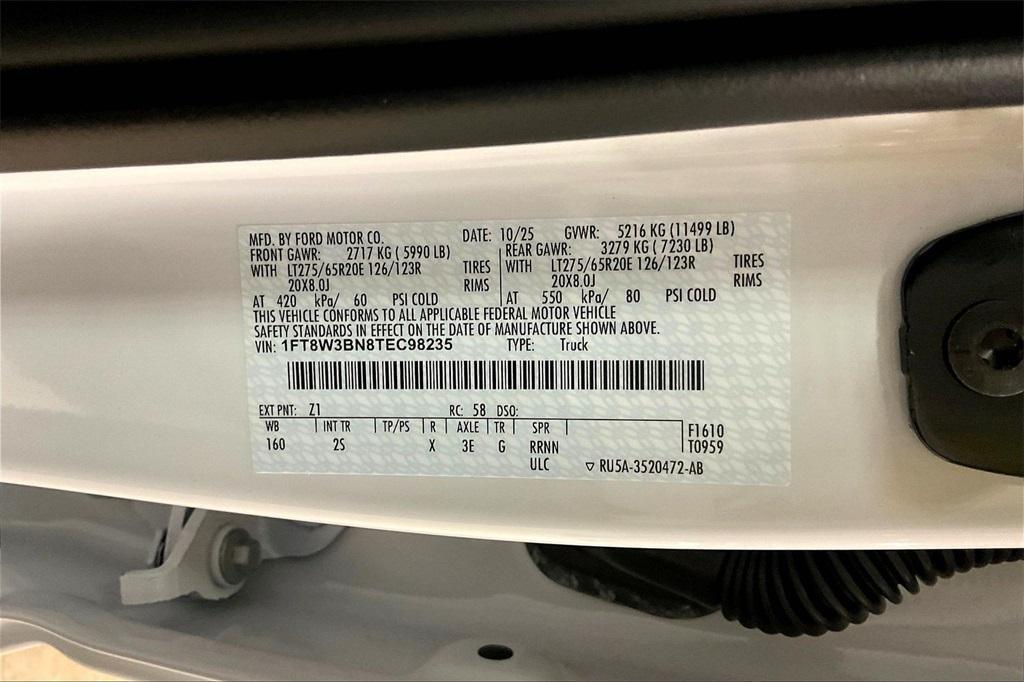 MFD. BY FORD MOTOR CO. DATE: 10/25 GVWR: 5216 KG (11499 LB)
FRONT GAWR: 2717 KG ( 5990 LB) REAR GAWR: 3279 KG ( 7230 LB)
WITH LT275/65R20E 126/123R TIRES WITH LT275/65R20E 126/123R TIRES
20X8.0J RIMS 20X8.0J RIMS
AT 420 kPa/ 60 PSI COLD AT 550 kPa/ 80 PSI COLD
THIS VEHICLE CONFORMS TO ALL APPLICABLE FEDERAL MOTOR VEHICLE
SAFETY STANDARDS IN EFFECT ON THE DATE OF MANUFACTURE SHOWN ABOVE.
VIN: 1FT8W3BN8TEC98235 TYPE: Truck
EXT PNT: Z1 RC: 58 DSO:
WB INT TR TP/PS R AXLE TR SPR F1610
160 2S X 3E G RRNN T0959
ULC ▽ RU5A-3520472-AB